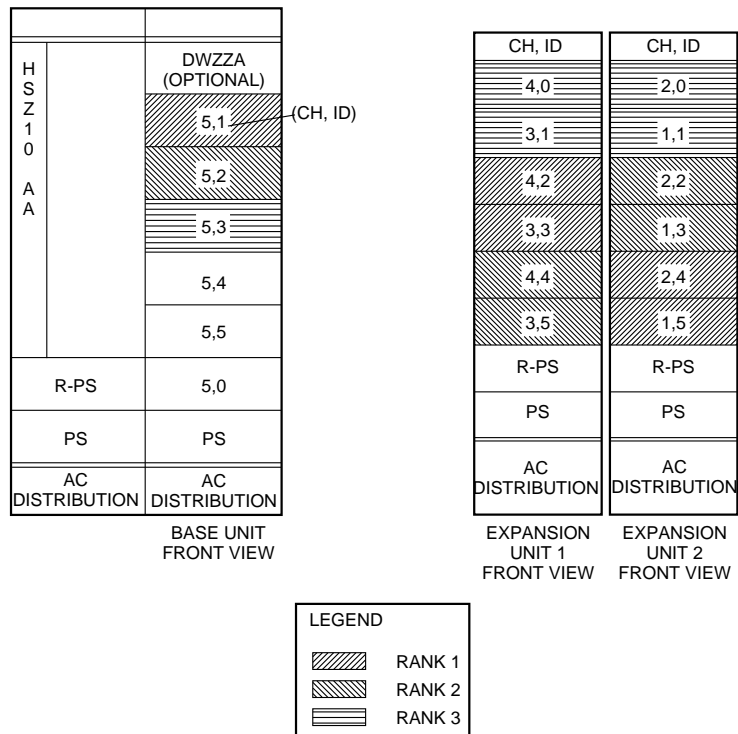 H
S
Z
1
0
A
A
DWZZA
(OPTIONAL)
5,1
(CH, ID)
5,2
5,3
5,4
5,5
R-PS
5,0
PS
PS
AC
DISTRIBUTION
AC
DISTRIBUTION
BASE UNIT
FRONT VIEW
CH, ID
4,0
3,1
4,2
3,3
4,4
3,5
R-PS
PS
AC
DISTRIBUTION
EXPANSION
UNIT 1
FRONT VIEW
CH, ID
2,0
1,1
2,2
1,3
2,4
1,5
R-PS
PS
AC
DISTRIBUTION
EXPANSION
UNIT 2
FRONT VIEW
LEGEND
RANK 1
RANK 2
RANK 3